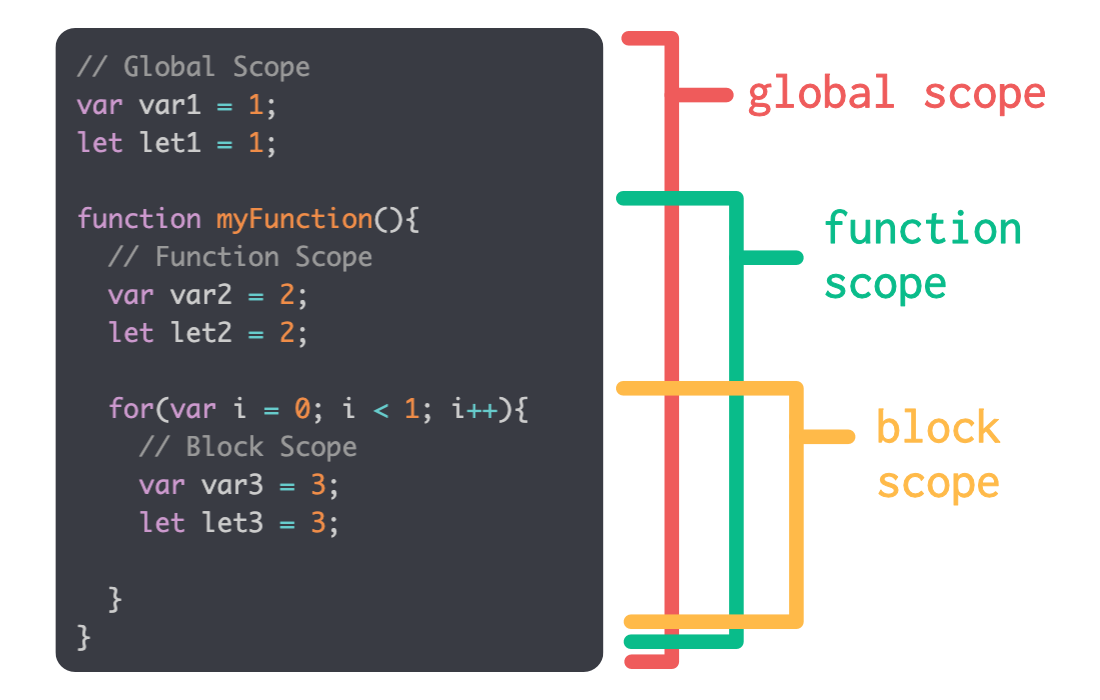 // Global Scope
var var1 = 1;
let let1 = 1;
function myFunction(){
// Function Scope
var var2 = 2;
let let2 = 2;
for(var i = 0; i < 1; i++){
// Block Scope
var var3 = 3;
let let3 = 3;
}
}
global scope
function
scope
block
scope